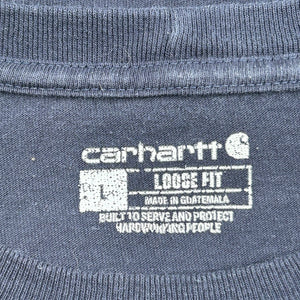 carhartt
L LOOSE FIT
MADE IN GUATEMALA
BUILT TO SERVE AND PROTECT
HARDWORKING PEOPLE